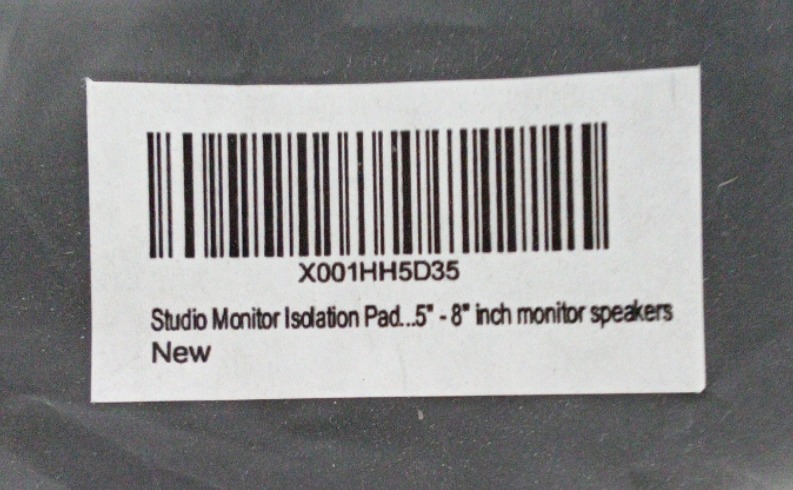 X001HH5D35
Studio Monitor Isolation Pad...5" - 8" inch monitor speakers
New